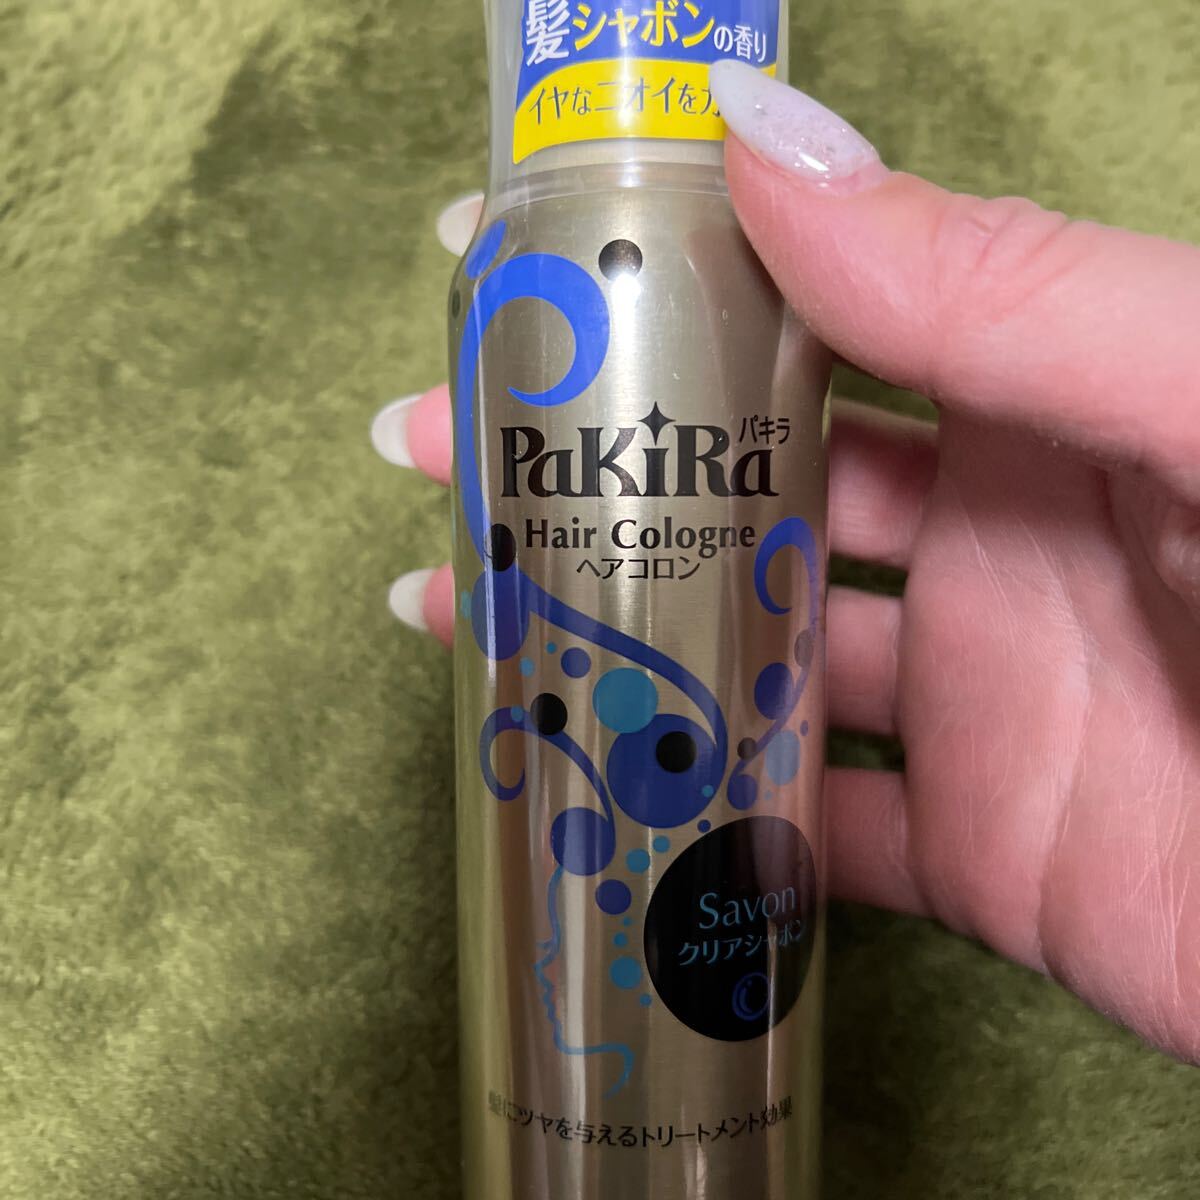 髪シャボンの香り
イヤなニオイをカ
PaKiRa パキラ
Hair Cologne
ヘアコロン
Savon
クリアシャボン
髪にツヤを与えるトリートメント効果